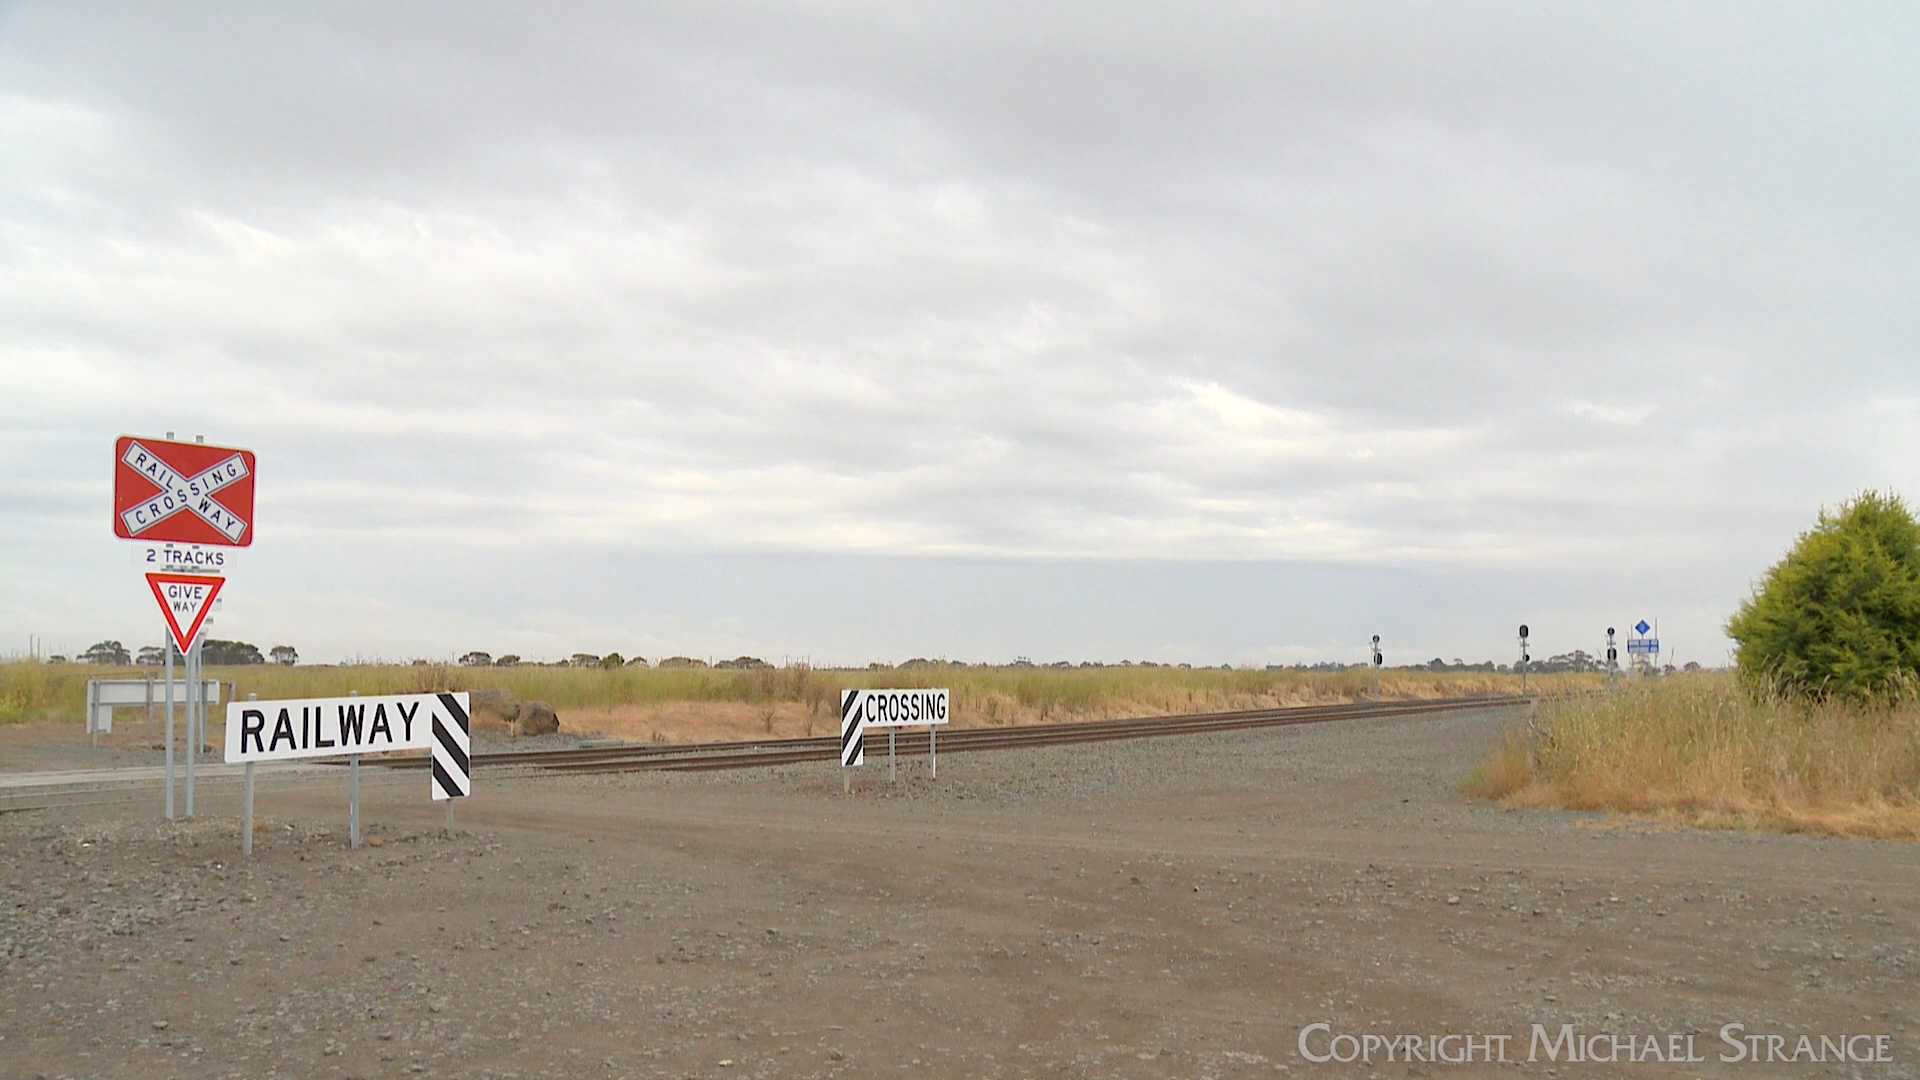 RAILWAY
CROSSING
2 TRACKS
GIVE
WAY
RAILWAY
CROSSING
COPYRIGHT MICHAEL STRANGE